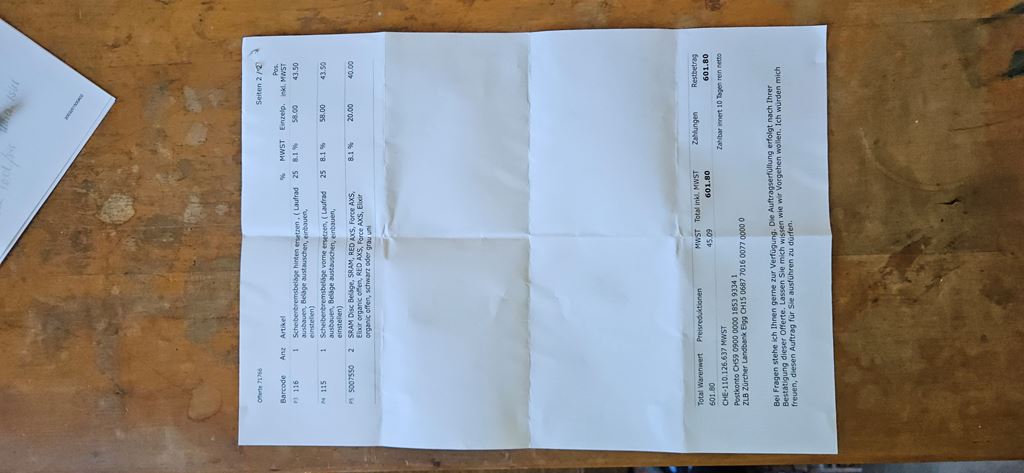 Offerte 71766
Seiten 2 / 2
Barcode Anz Artikel % MWST Einzelp. Pos. inkl. MWST
P3 116 1 Scheibenbremsbeläge hinten ersetzen , ( Laufrad 25 8.1 % 58.00 43.50
ausbauen, Beläge austauschen, einbauen,
einstellen)
P4 115 1 Scheibenbremsbeläge vorne ersetzen, ( Laufrad 25 8.1 % 58.00 43.50
ausbauen, Beläge austauschen, einbauen,
einstellen)
P5 5007550 2 SRAM Disc Beläge, SRAM, RED AXS, Force AXS, 8.1 % 20.00 40.00
Elixir organic offen, RED AXS, Force AXS, Elixir
organic offen, schwarz oder grau uni
Total Warenwert Preisreduktionen MWST Total inkl. MWST Zahlungen Restbetrag
601.80 45.09 601.80 601.80
CHE-110.126.637 MWST Zahlbar innert 10 Tagen rein netto
Postkonto CH59 0900 0000 1853 9334 1
ZLB Zürcher Landbank Elgg CH15 0687 7016 0077 0000 0
Bei Fragen stehe ich Ihnen gerne zur Verfügung. Die Auftragserfüllung erfolgt nach Ihrer
Bestätigung dieser Offerte. Lassen Sie mich wissen wie wir Vorgehen wollen. Ich würden mich
freuen, diesen Auftrag für Sie ausführen zu dürfen.